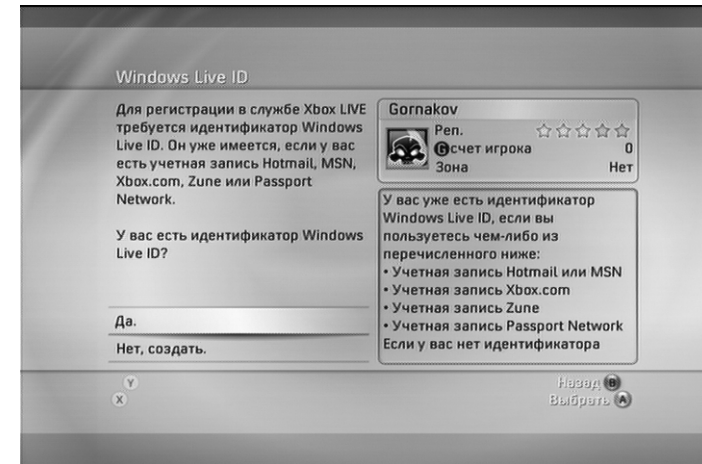 Windows Live ID
Для регистрации в службе Xbox LIVE
требуется идентификатор Windows
Live ID. Он уже имеется, если у вас
есть учетная запись Hotmail, MSN,
Xbox.com, Zune или Passport
Network.
У вас есть идентификатор Windows
Live ID?
Да.
Нет, создать.
Gornakov
Реп.
G счет игрока 0
Зона Нет
У вас уже есть идентификатор
Windows Live ID, если вы
пользуетесь чем-либо из
перечисленного ниже:
• Учетная запись Hotmail или MSN
• Учетная запись Xbox.com
• Учетная запись Zune
• Учетная запись Passport Network
Если у вас нет идентификатора
Y
X
Назад B
Выбрать A